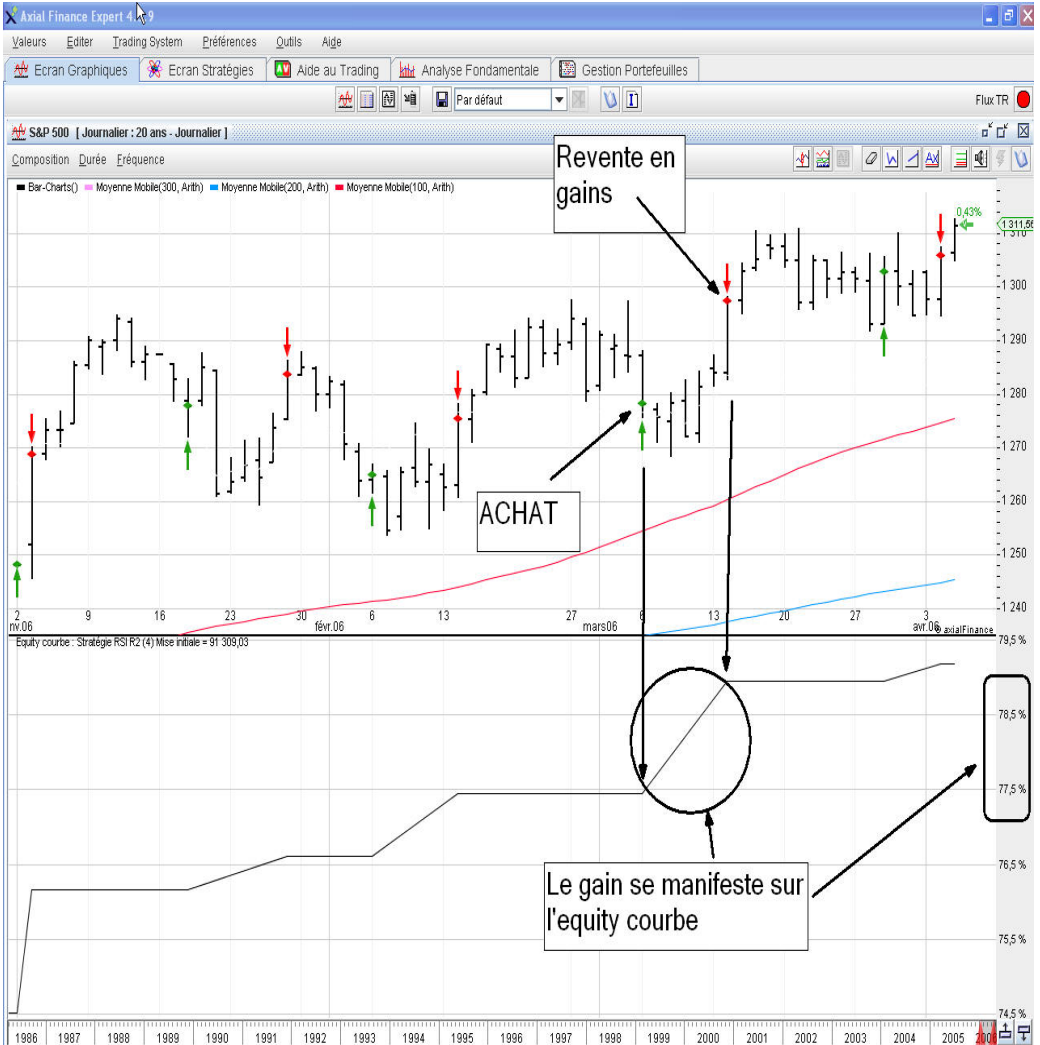 Axial Finance Expert 4.
9
Valeurs Editer Trading System Préférences Outils Aide
Ecran Graphiques Ecran Stratégies Aide au Trading Analyse Fondamentale Gestion Portefeuilles
Par défaut Flux TR
S&P 500 [ Journalier : 20 ans - Journalier ]
Composition Durée Fréquence
Bar-Charts() Moyenne Mobile(300, Arith) Moyenne Mobile(200, Arith) Moyenne Mobile(100, Arith)
Revente en
gains
0,43%
1 311,56
1 310
1 300
1 290
1 280
1 270
1 260
1 250
1 240
ACHAT
2 9 16 23 30 6 13 27 6 13 20 27 3
nv.06 févr.06 mars06 avr.06
© axialFinance
Equity courbe : Stratégie RSI R2 (4) Mise initiale = 91 309,03
79,5 %
78,5 %
77,5 %
76,5 %
75,5 %
74,5 %
Le gain se manifeste sur
l'equity courbe
1986 1987 1988 1989 1990 1991 1992 1993 1994 1995 1996 1997 1998 1999 2000 2001 2002 2003 2004 2005